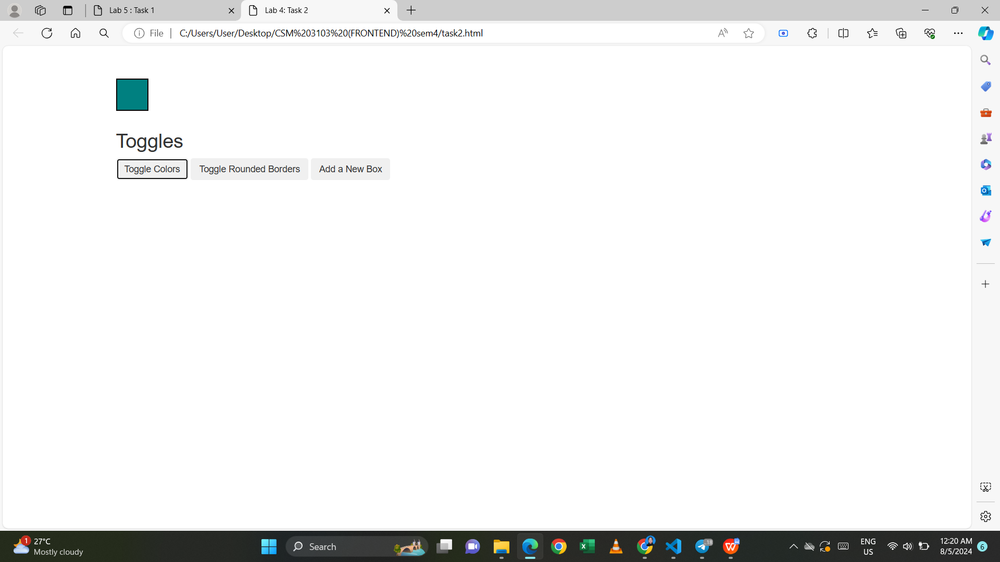 Lab 5 : Task 1
Lab 4: Task 2
File
C:/Users/User/Desktop/CSM%203103%20(FRONTEND)%20sem4/task2.html
Toggles
Toggle Colors
Toggle Rounded Borders
Add a New Box
1
27°C
Mostly cloudy
Search
..18
ENG
US
12:20 AM
8/5/2024
6